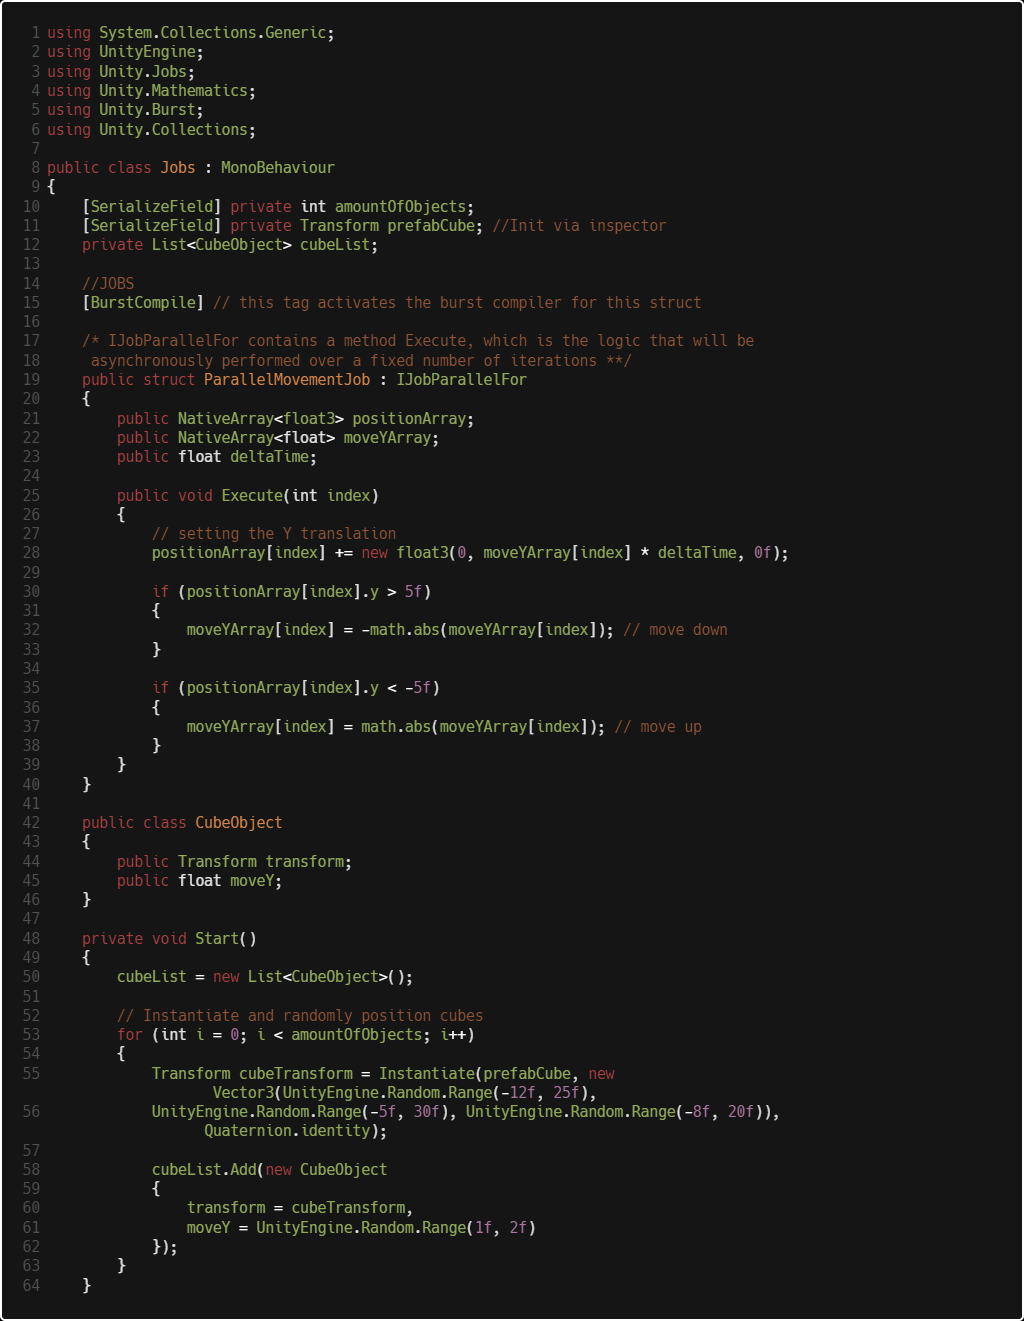 1 using System.Collections.Generic;
2 using UnityEngine;
3 using Unity.Jobs;
4 using Unity.Mathematics;
5 using Unity.Burst;
6 using Unity.Collections;
7
8 public class Jobs : MonoBehaviour
9 {
10     [SerializeField] private int amountOfObjects;
11     [SerializeField] private Transform prefabCube; //Init via inspector
12     private List<CubeObject> cubeList;
13
14     //JOBS
15     [BurstCompile] // this tag activates the burst compiler for this struct
16
17     /* IJobParallelFor contains a method Execute, which is the logic that will be
18      asynchronously performed over a fixed number of iterations **/
19     public struct ParallelMovementJob : IJobParallelFor
20     {
21         public NativeArray<float3> positionArray;
22         public NativeArray<float> moveYArray;
23         public float deltaTime;
24
25         public void Execute(int index)
26         {
27             // setting the Y translation
28             positionArray[index] += new float3(0, moveYArray[index] * deltaTime, 0f);
29
30             if (positionArray[index].y > 5f)
31             {
32                 moveYArray[index] = -math.abs(moveYArray[index]); // move down
33             }
34
35             if (positionArray[index].y < -5f)
36             {
37                 moveYArray[index] = math.abs(moveYArray[index]); // move up
38             }
39         }
40     }
41
42     public class CubeObject
43     {
44         public Transform transform;
45         public float moveY;
46     }
47
48     private void Start()
49     {
50         cubeList = new List<CubeObject>();
51
52         // Instantiate and randomly position cubes
53         for (int i = 0; i < amountOfObjects; i++)
54         {
55             Transform cubeTransform = Instantiate(prefabCube, new
                    Vector3(UnityEngine.Random.Range(-12f, 25f),
56             UnityEngine.Random.Range(-5f, 30f), UnityEngine.Random.Range(-8f, 20f)),
                   Quaternion.identity);
57
58             cubeList.Add(new CubeObject
59             {
60                 transform = cubeTransform,
61                 moveY = UnityEngine.Random.Range(1f, 2f)
62             });
63         }
64     }